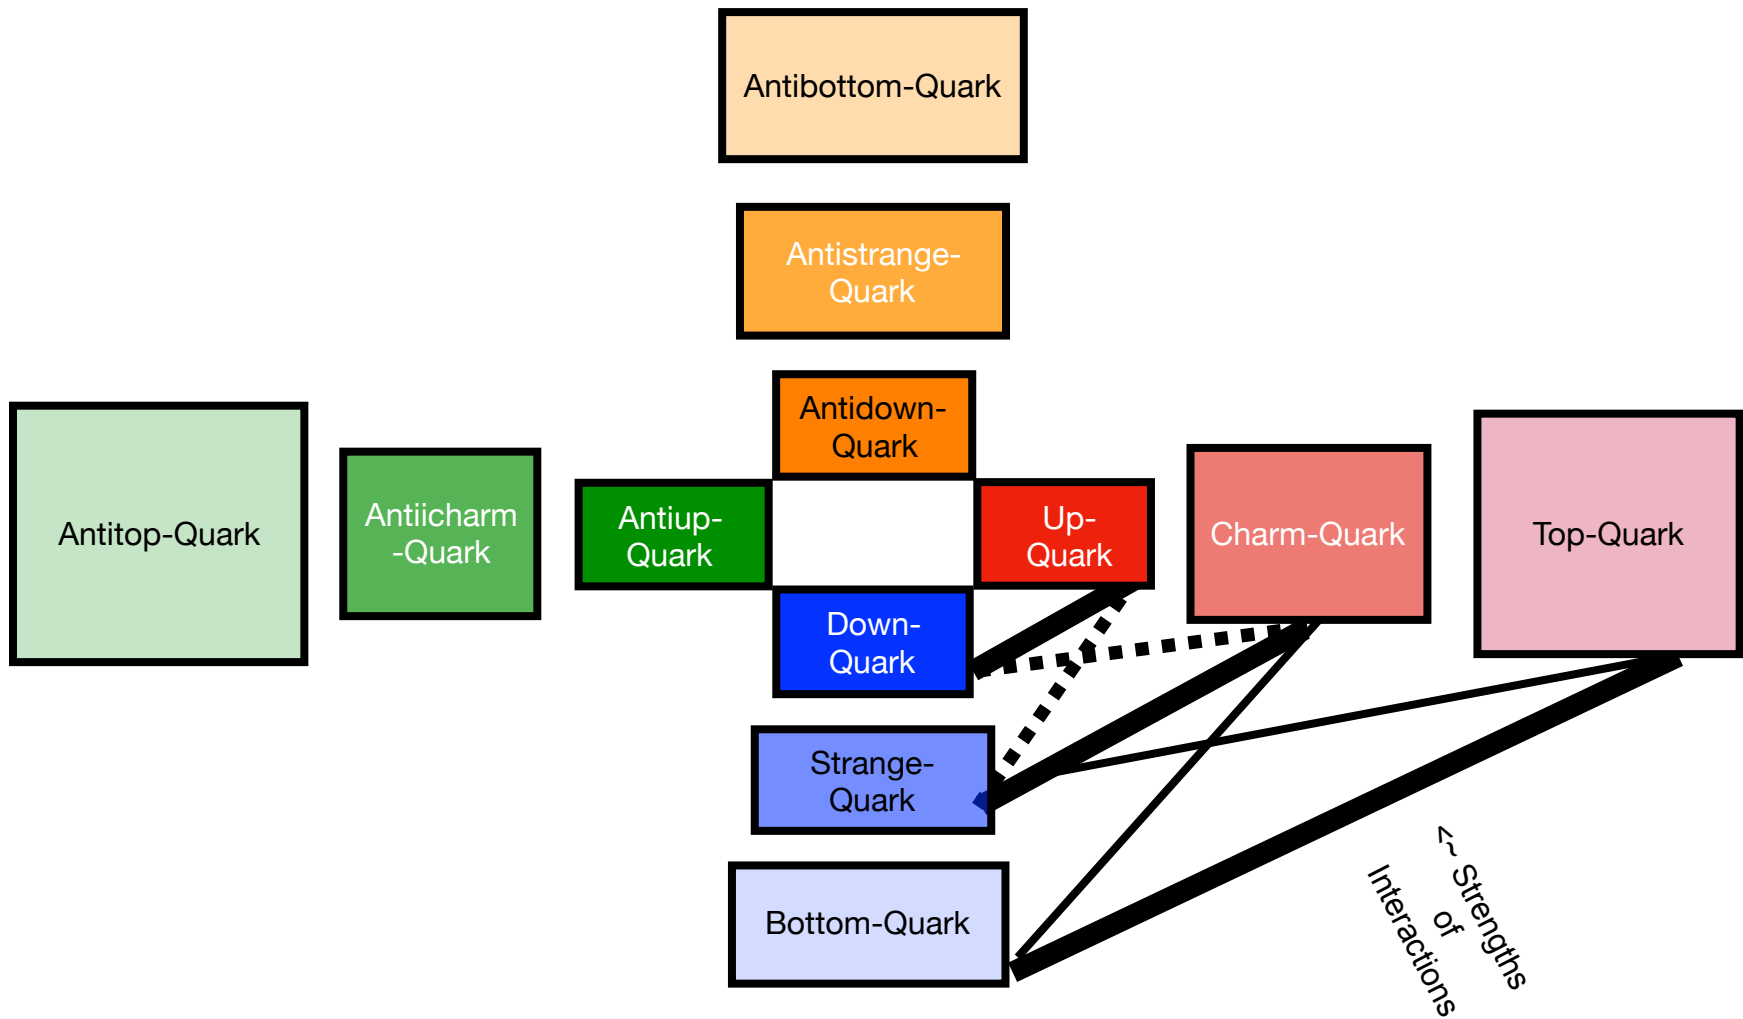 Antibottom-Quark
Antistrange-
Quark
Antidown-
Quark
Antitop-Quark
Antiicharm
-Quark
Antiup-
Quark
Up-
Quark
Charm-Quark
Top-Quark
Down-
Quark
Strange-
Quark
Bottom-Quark
<~ Strengths
of
Interactions